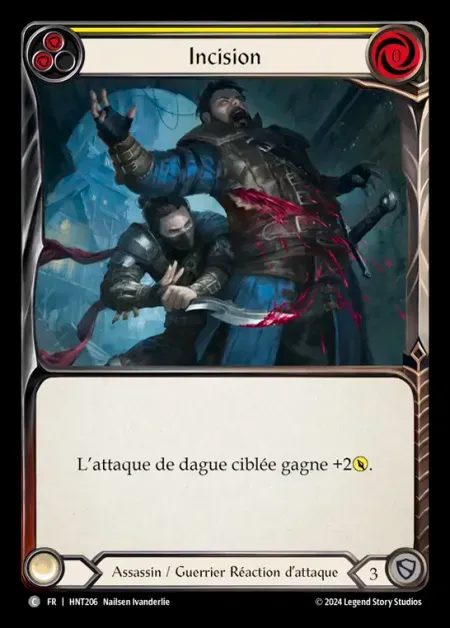 0
Incision
L'attaque de dague ciblée gagne +2.
Assassin / Guerrier Réaction d'attaque
3
C FR | HNT206 Nailsen Ivanderlie
© 2024 Legend Story Studios